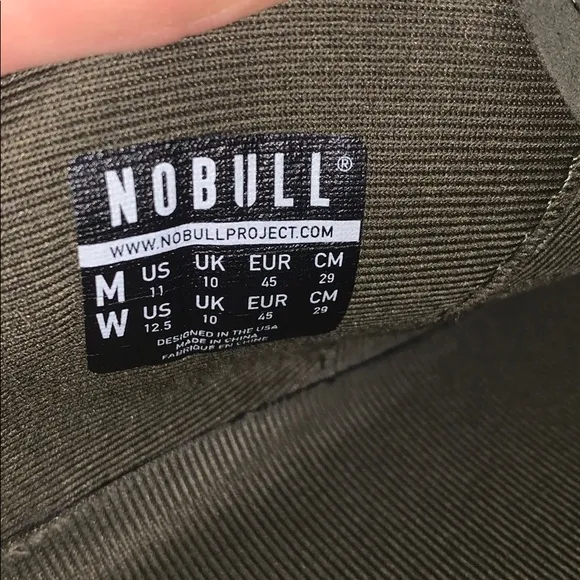 NOBULL®
WWW.NOBULLPROJECT.COM
M US UK EUR CM
11 10 45 29
W US UK EUR CM
12.5 10 45 29
DESIGNED IN THE USA
MADE IN CHINA
FABRIQUE EN CHINE